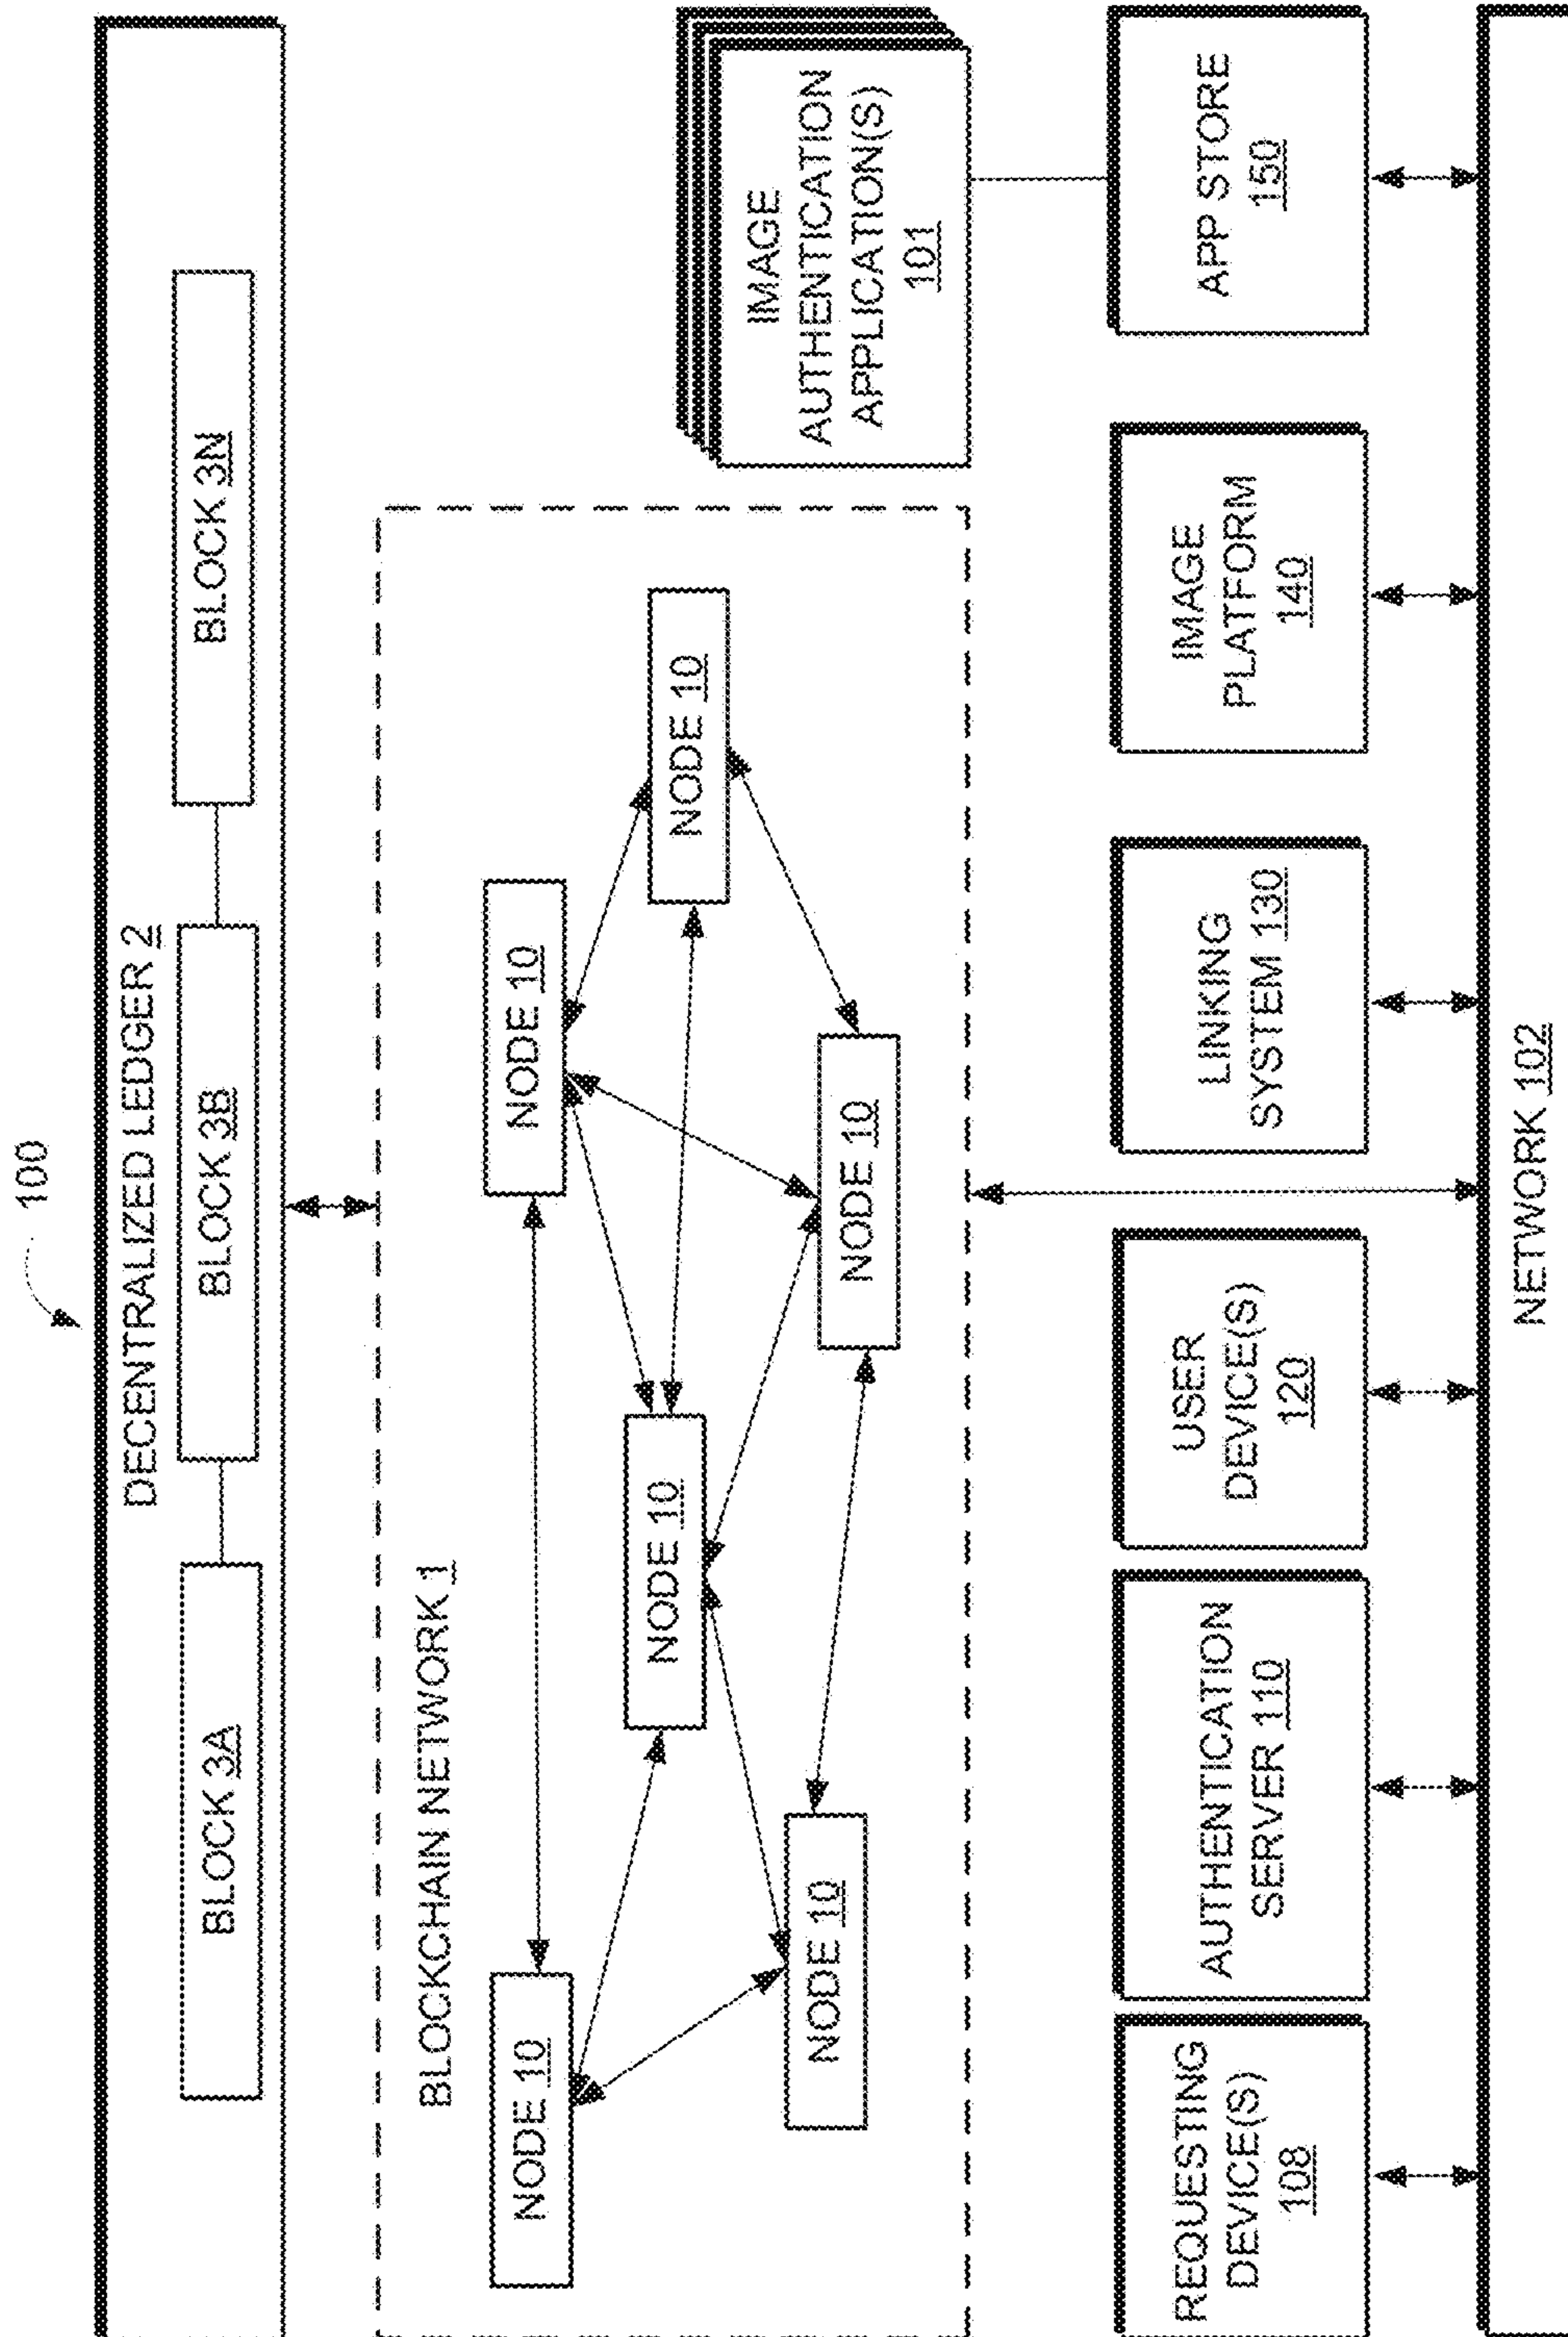 100
DECENTRALIZED LEDGER 2
BLOCK 3A
BLOCK 3B
BLOCK 3N
BLOCKCHAIN NETWORK 1
NODE 10
NODE 10
NODE 10
NODE 10
NODE 10
NODE 10
IMAGE
AUTHENTICATION
APPLICATION(S)
101
REQUESTING
DEVICE(S)
108
AUTHENTICATION
SERVER 110
USER
DEVICE(S)
120
LINKING
SYSTEM 130
IMAGE
PLATFORM
140
APP STORE
150
NETWORK 102